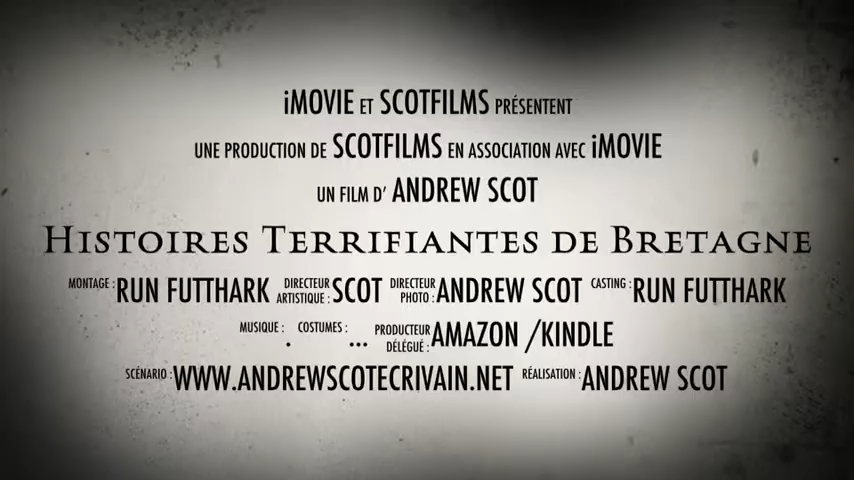 iMOVIE ET SCOTFILMS PRÉSENTENT
UNE PRODUCTION DE SCOTFILMS EN ASSOCIATION AVEC iMOVIE
UN FILM D' ANDREW SCOT
HISTOIRES TERRIFIANTES DE BRETAGNE
MONTAGE : RUN FUTTHARK DIRECTEUR ARTISTIQUE : SCOT DIRECTEUR PHOTO : ANDREW SCOT CASTING : RUN FUTTHARK
MUSIQUE : . COSTUMES : ... PRODUCTEUR DÉLÉGUÉ : AMAZON /KINDLE
SCÉNARIO : WWW.ANDREWSCOTECRIVAIN.NET RÉALISATION : ANDREW SCOT